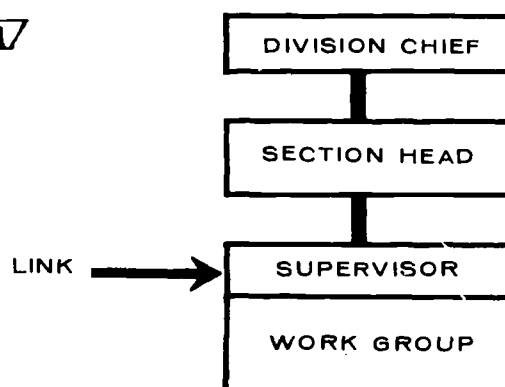 DIVISION CHIEF
SECTION HEAD
LINK
SUPERVISOR
WORK GROUP